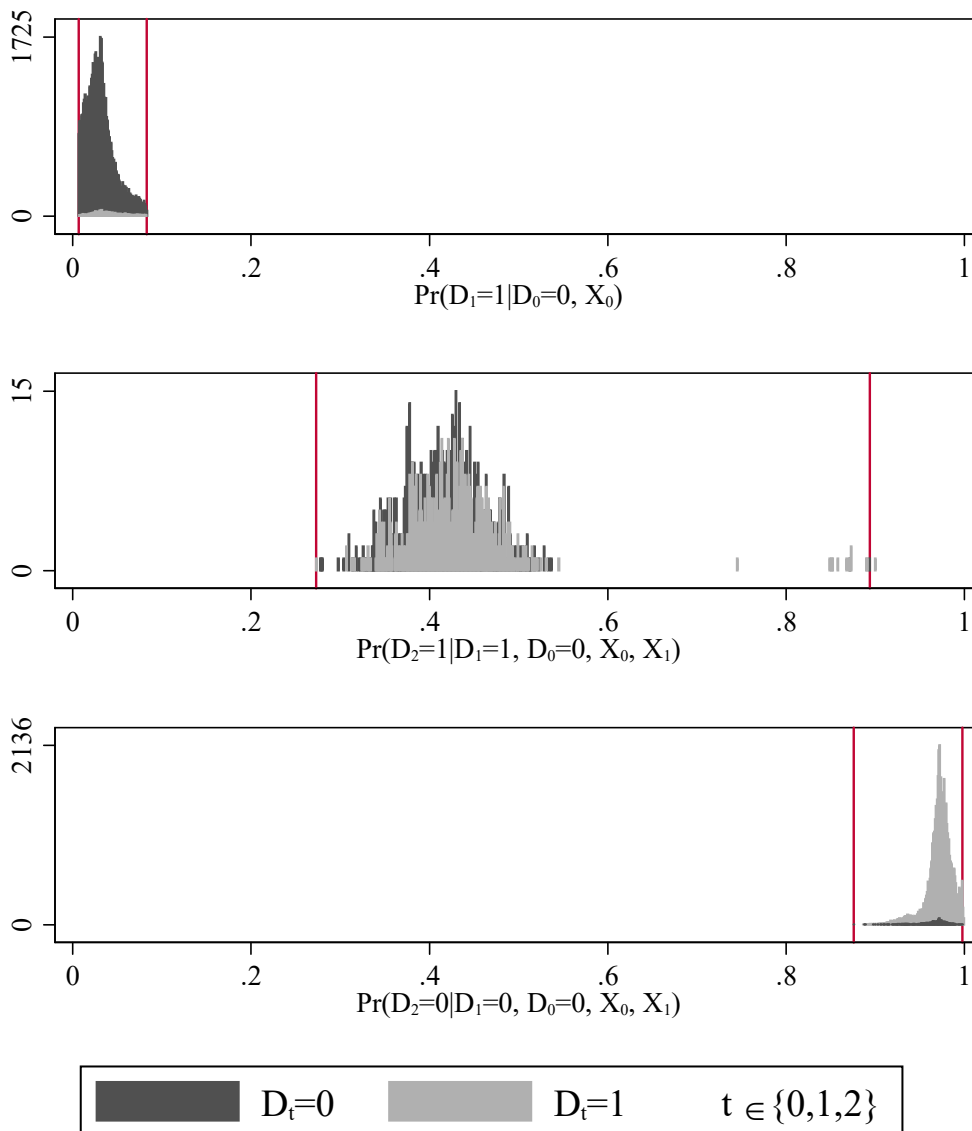 1725
0
0 .2 .4 .6 .8 1
Pr(D₁=1|D₀=0, X₀)
15
0
0 .2 .4 .6 .8 1
Pr(D₂=1|D₁=1, D₀=0, X₀, X₁)
2136
0
0 .2 .4 .6 .8 1
Pr(D₂=0|D₁=0, D₀=0, X₀, X₁)
Dₜ=0 Dₜ=1 t ∈{0,1,2}